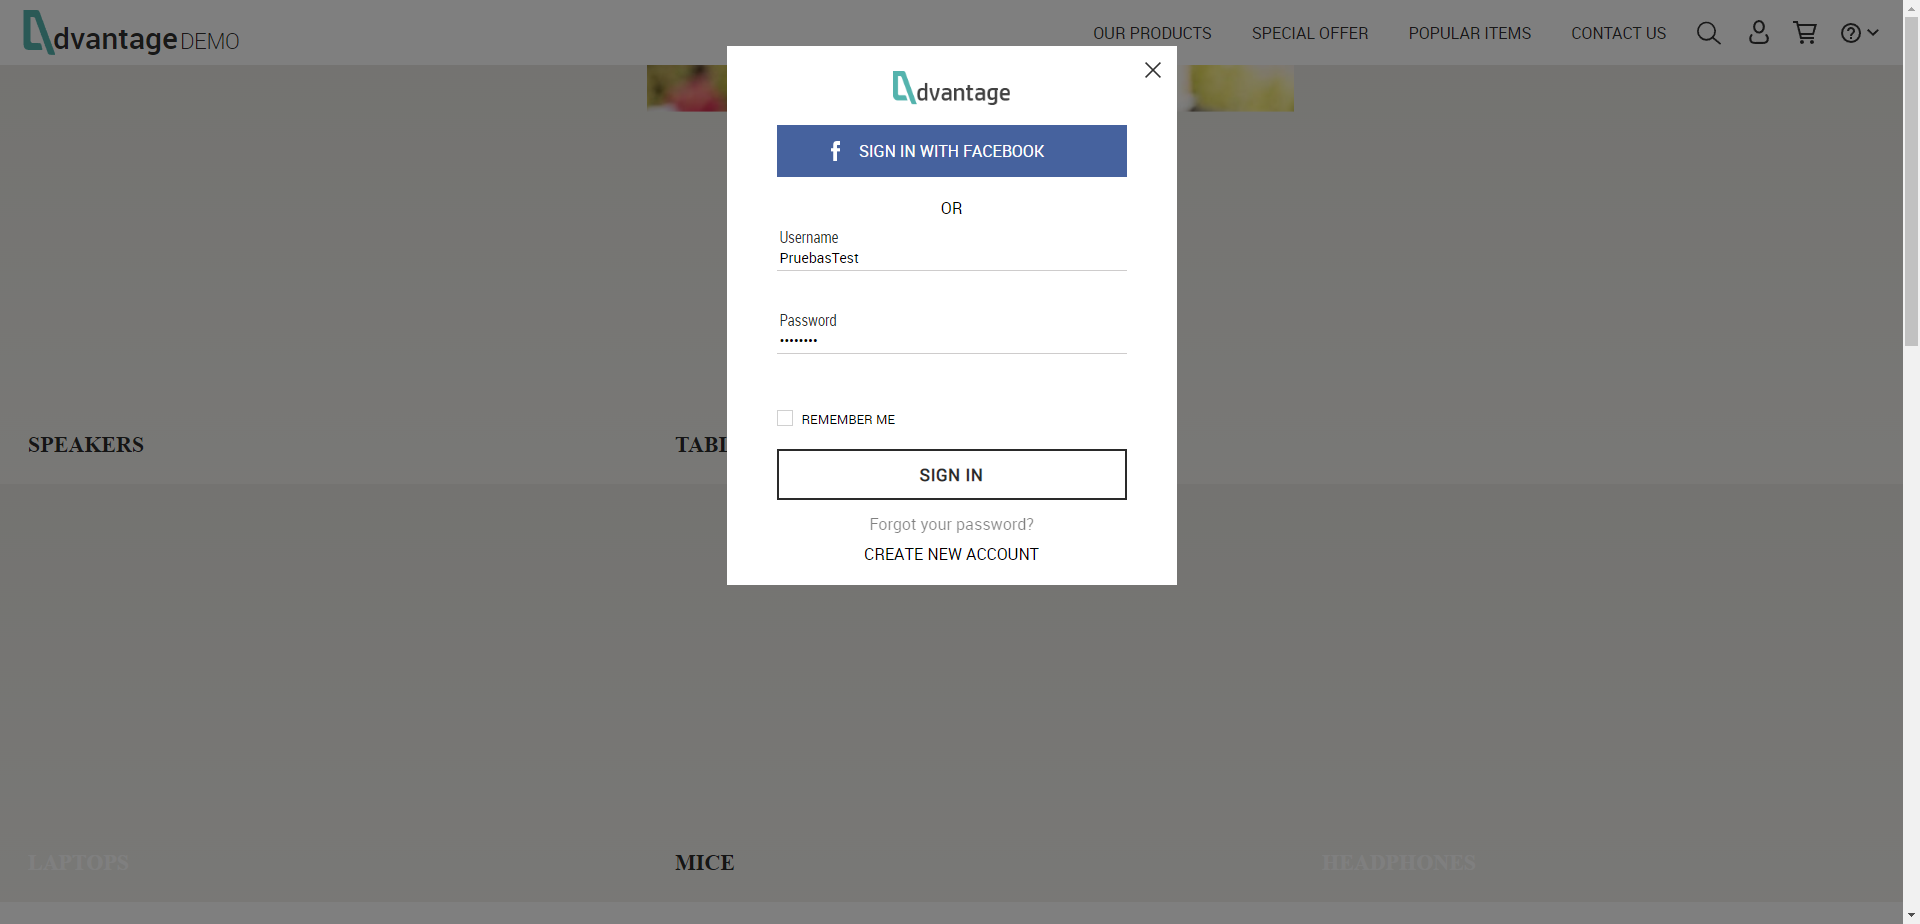 dvantage DEMO
OUR PRODUCTS SPECIAL OFFER POPULAR ITEMS CONTACT US
dvantage
SIGN IN WITH FACEBOOK
OR
Username
PruebasTest
Password
••••••••
REMEMBER ME
SIGN IN
Forgot your password?
CREATE NEW ACCOUNT
SPEAKERS
LAPTOPS
MICE
HEADPHONES